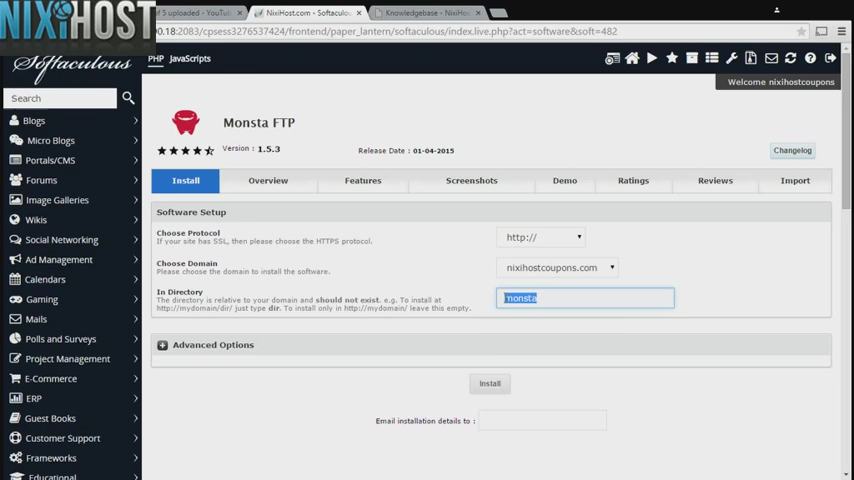 NIXIHOST
of 5 uploaded - YouTube
NixiHost.com - Softaculous
Knowledgebase - NixiHos
00.18:2083/cpsess3276537424/frontend/paper_lantern/softaculous/index.live.php?act=software&soft=482
Softaculous
PHP JavaScripts
Welcome nixihostcoupons
Search
Blogs
Micro Blogs
Portals/CMS
Forums
Image Galleries
Wikis
Social Networking
Ad Management
Calendars
Gaming
Mails
Polls and Surveys
Project Management
E-Commerce
ERP
Guest Books
Customer Support
Frameworks
Educational
Monsta FTP
Version : 1.5.3
Release Date : 01-04-2015
Changelog
Install Overview Features Screenshots Demo Ratings Reviews Import
Software Setup
Choose Protocol
If your site has SSL, then please choose the HTTPS protocol.
http://
Choose Domain
Please choose the domain to install the software.
nixihostcoupons.com
In Directory
The directory is relative to your domain and should not exist. e.g. To install at
http://mydomain/dir/ just type dir. To install only in http://mydomain/ leave this empty.
monsta
Advanced Options
Install
Email installation details to :